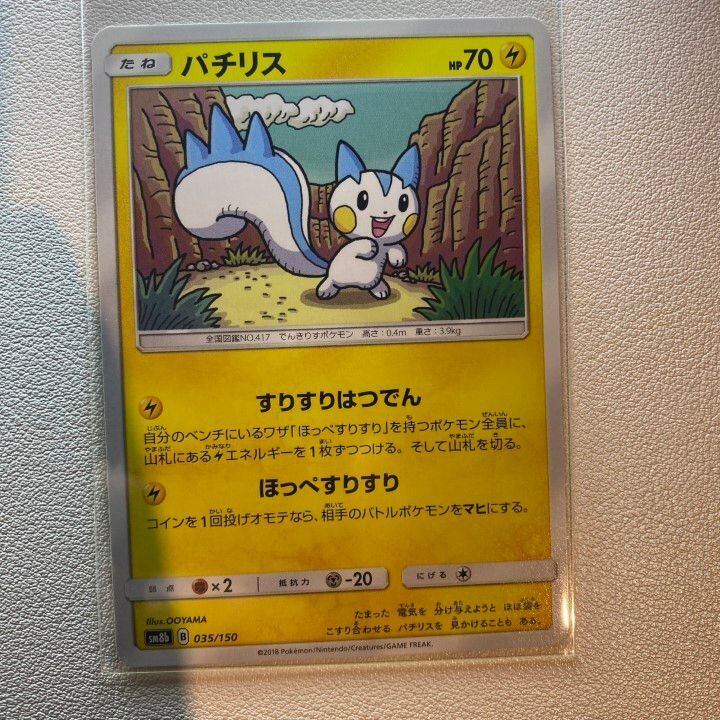 たね パチリス HP70
全国図鑑NO.417 でんきりすポケモン 高さ:0.4m 重さ:3.9kg
すりすりはつでん
自分のベンチにいるワザ「ほっぺすりすり」を持つポケモン全員に、
山札にあるエネルギーを1枚ずつつける。そして山札を切る。
ほっぺすりすり
コインを1回投げオモテなら、相手のバトルポケモンをマヒにする。
弱点 ×2 抵抗力 -20 にげる
Illus.OOYAMA
たまった 電気を 分け与えようと ほほ袋を
こすり合わせる パチリスを 見かけることも ある。
sm8b B 035/150
©2018 Pokémon/Nintendo/Creatures/GAME FREAK.